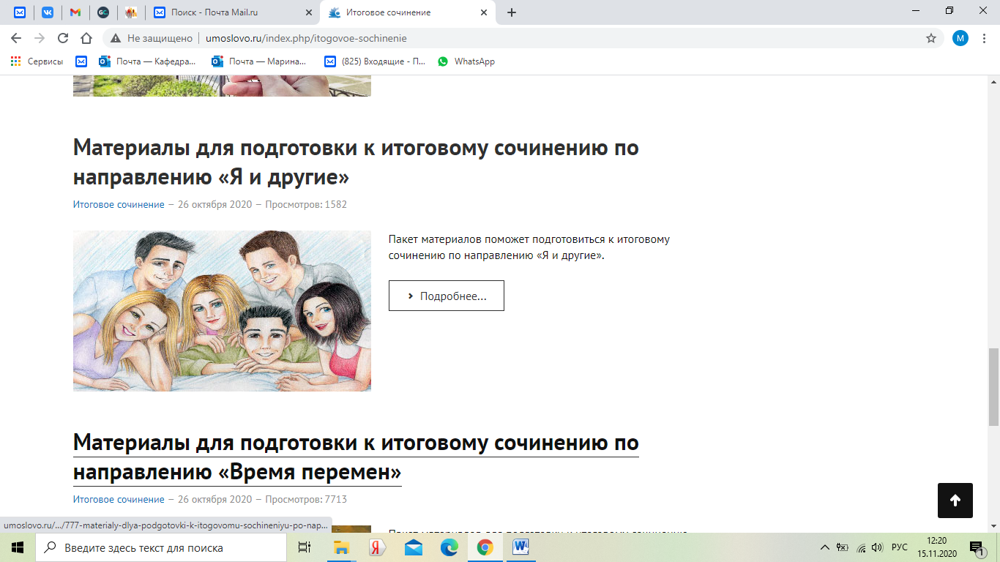 Поиск - Почта Mail.ru
Итоговое сочинение
Не защищено
umoslovo.ru/index.php/itogovoe-sochinenie
M
Сервисы
Почта — Кафедра...
Почта — Марина...
(825) Входящие - П...
WhatsApp
Материалы для подготовки к итоговому сочинению по
направлению «Я и другие»
Итоговое сочинение — 26 октября 2020 — Просмотров: 1582
Пакет материалов поможет подготовиться к итоговому
сочинению по направлению «Я и другие».
Подробнее...
Материалы для подготовки к итоговому сочинению по
направлению «Время перемен»
Итоговое сочинение — 26 октября 2020 — Просмотров: 7713
umoslovo.ru/.../777-materialy-dlya-podgotovki-k-itogovomu-sochineniyu-po-nap...
Введите здесь текст для поиска
РУС
12:20
15.11.2020
1